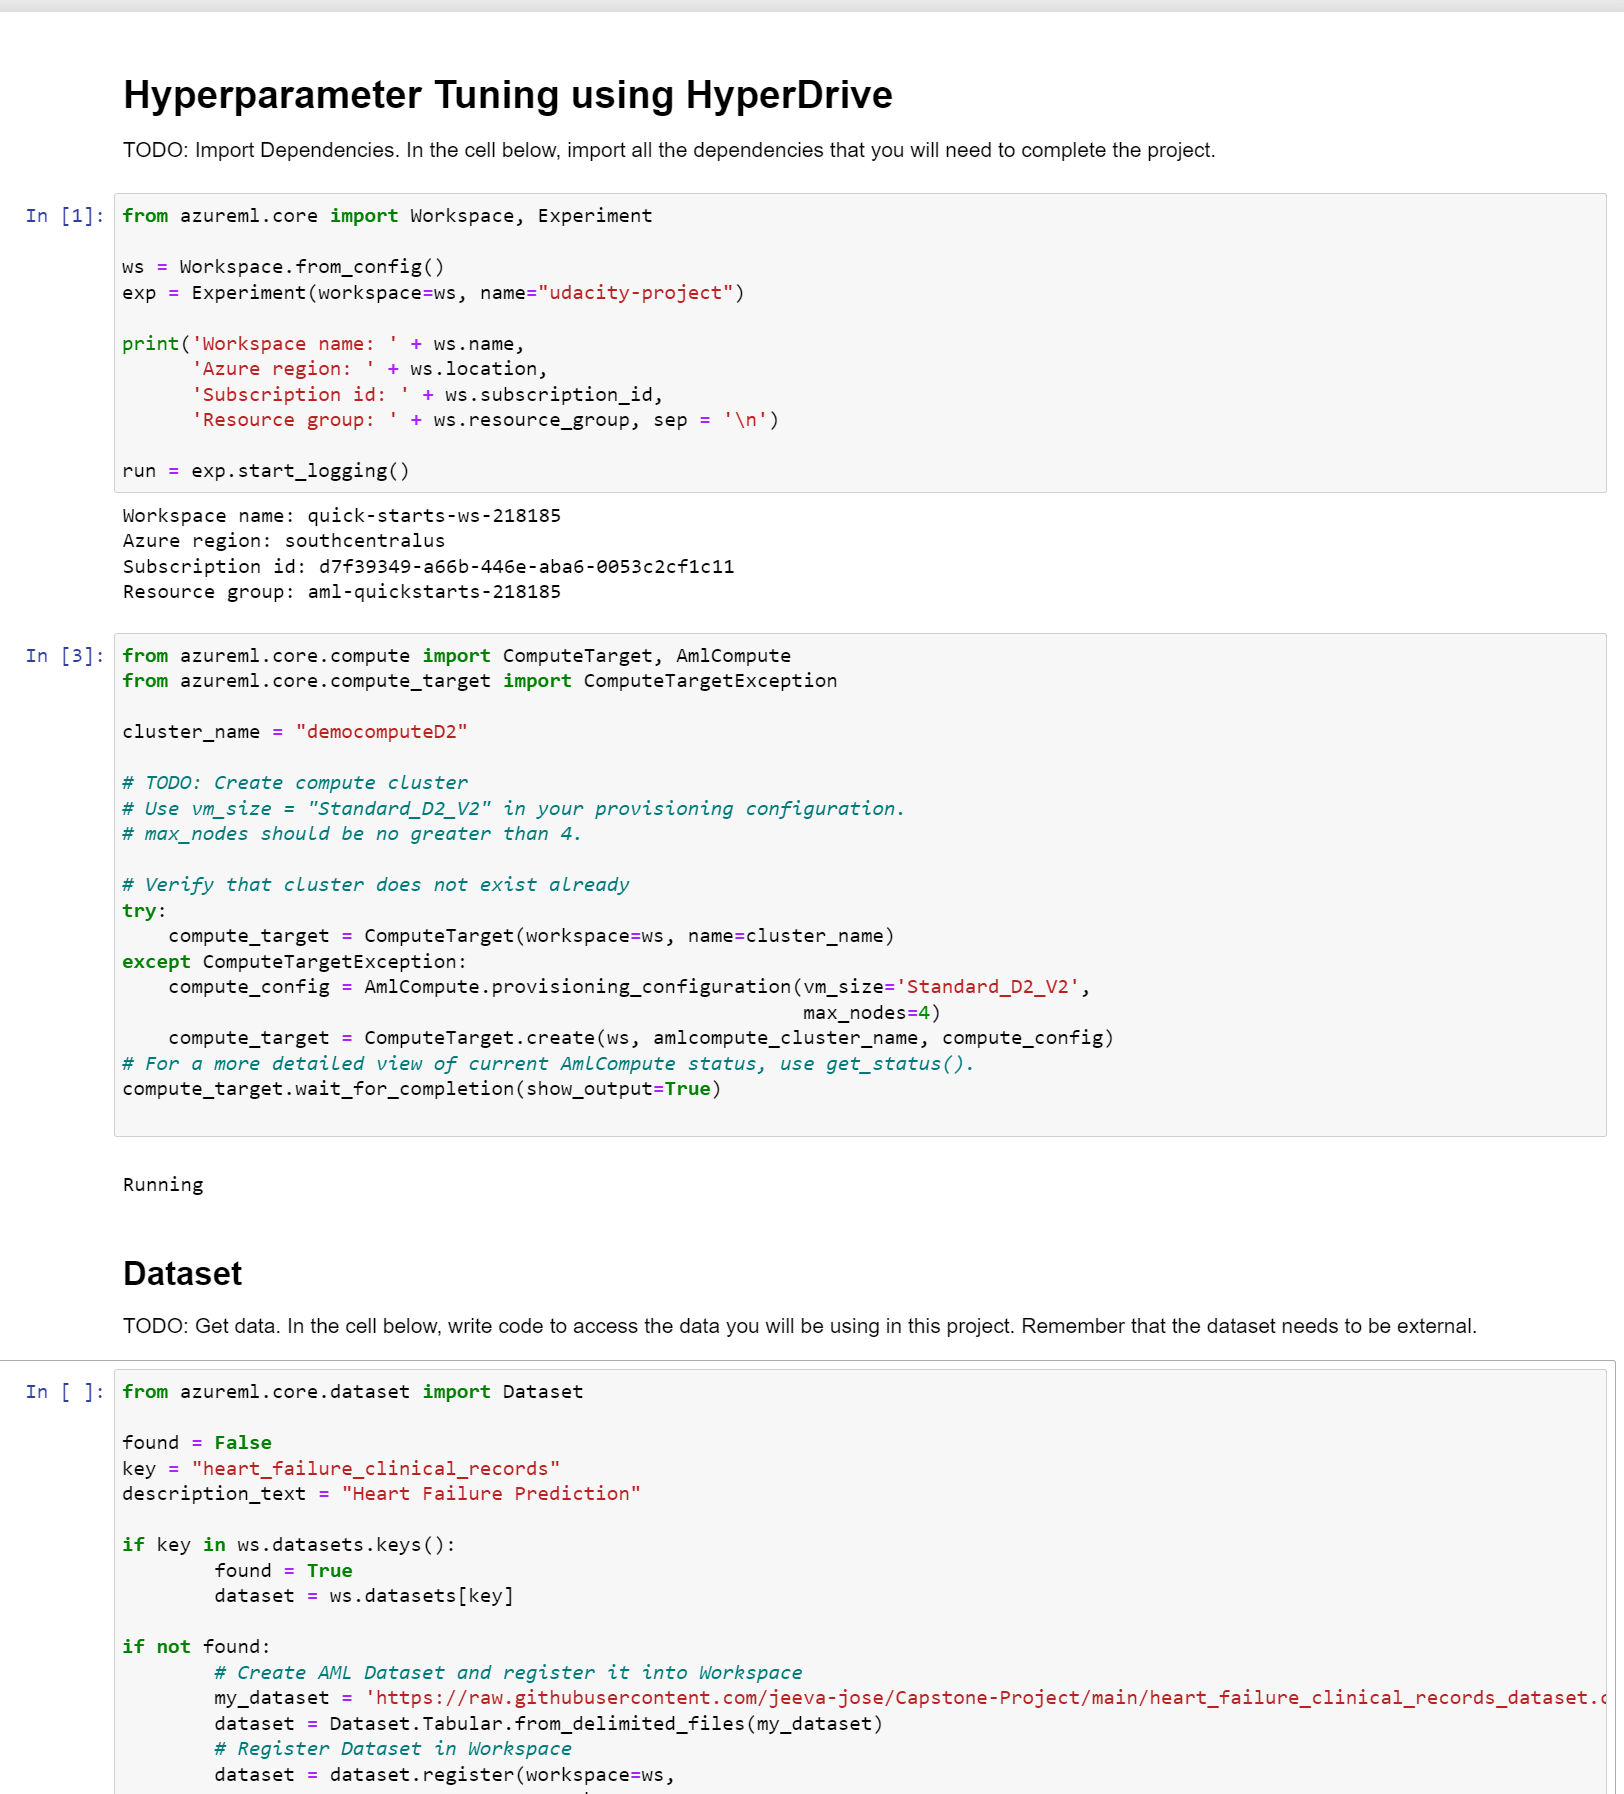 Hyperparameter Tuning using HyperDrive
TODO: Import Dependencies. In the cell below, import all the dependencies that you will need to complete the project.
In [1]: from azureml.core import Workspace, Experiment
ws = Workspace.from_config()
exp = Experiment(workspace=ws, name="udacity-project")
print('Workspace name: ' + ws.name,
      'Azure region: ' + ws.location,
      'Subscription id: ' + ws.subscription_id,
      'Resource group: ' + ws.resource_group, sep = '\n')
run = exp.start_logging()
Workspace name: quick-starts-ws-218185
Azure region: southcentralus
Subscription id: d7f39349-a66b-446e-aba6-0053c2cf1c11
Resource group: aml-quickstarts-218185
In [3]: from azureml.core.compute import ComputeTarget, AmlCompute
from azureml.core.compute_target import ComputeTargetException
cluster_name = "democomputeD2"
# TODO: Create compute cluster
# Use vm_size = "Standard_D2_V2" in your provisioning configuration.
# max_nodes should be no greater than 4.
# Verify that cluster does not exist already
try:
    compute_target = ComputeTarget(workspace=ws, name=cluster_name)
except ComputeTargetException:
    compute_config = AmlCompute.provisioning_configuration(vm_size='Standard_D2_V2',
                                                           max_nodes=4)
    compute_target = ComputeTarget.create(ws, amlcompute_cluster_name, compute_config)
# For a more detailed view of current AmlCompute status, use get_status().
compute_target.wait_for_completion(show_output=True)
Running
Dataset
TODO: Get data. In the cell below, write code to access the data you will be using in this project. Remember that the dataset needs to be external.
In [ ]: from azureml.core.dataset import Dataset
found = False
key = "heart_failure_clinical_records"
description_text = "Heart Failure Prediction"
if key in ws.datasets.keys():
        found = True
        dataset = ws.datasets[key]
if not found:
        # Create AML Dataset and register it into Workspace
        my_dataset = 'https://raw.githubusercontent.com/jeeva-jose/Capstone-Project/main/heart_failure_clinical_records_dataset.c
        dataset = Dataset.Tabular.from_delimited_files(my_dataset)
        # Register Dataset in Workspace
        dataset = dataset.register(workspace=ws,